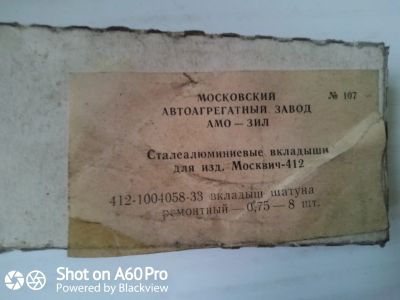 МОСКОВСКИЙ
АВТОАГРЕГАТНЫЙ ЗАВОД
АМО — ЗИЛ
№ 107
Сталеалюминиевые вкладыши
для изд. Москвич-412
412-1004058-33 вкладыш шатуна
ремонтный — 0,75 — 8 шт.
Shot on A60Pro
Powered by Blackview